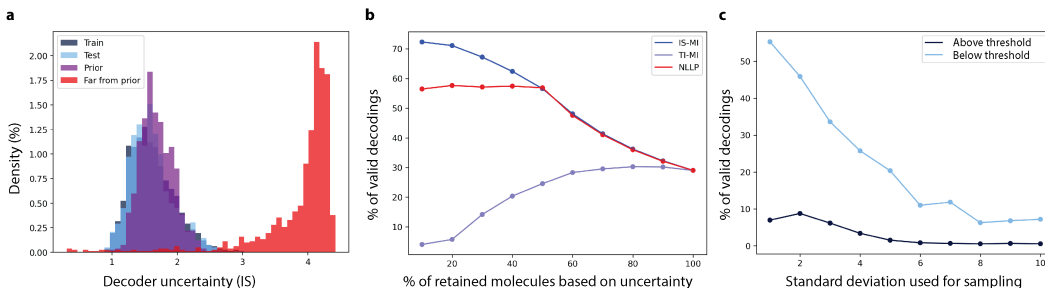 a
Density (%)
2.00
1.75
1.50
1.25
1.00
0.75
0.50
0.25
0.00
Train
Test
Prior
Far from prior
1 2 3 4
Decoder uncertainty (IS)
b
% of valid decodings
70
60
50
40
30
20
10
IS-MI
TI-MI
NLLP
20 40 60 80 100
% of retained molecules based on uncertainty
c
% of valid decodings
50
40
30
20
10
0
Above threshold
Below threshold
2 4 6 8 10
Standard deviation used for sampling